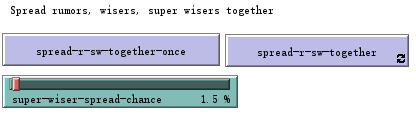 Spread rumors, wisers, super wisers together
spread-r-sw-together-once
spread-r-sw-together
super-wiser-spread-chance 1.5 %